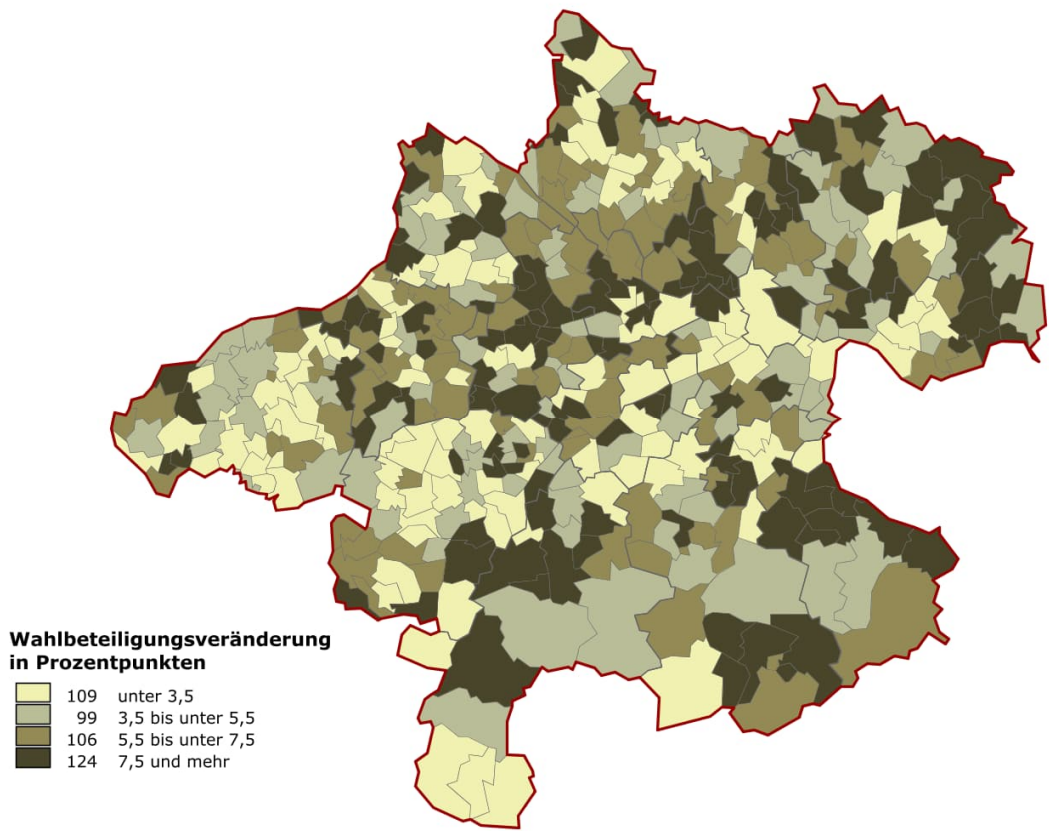 Wahlbeteiligungsveränderung
in Prozentpunkten
109 unter 3,5
99 3,5 bis unter 5,5
106 5,5 bis unter 7,5
124 7,5 und mehr